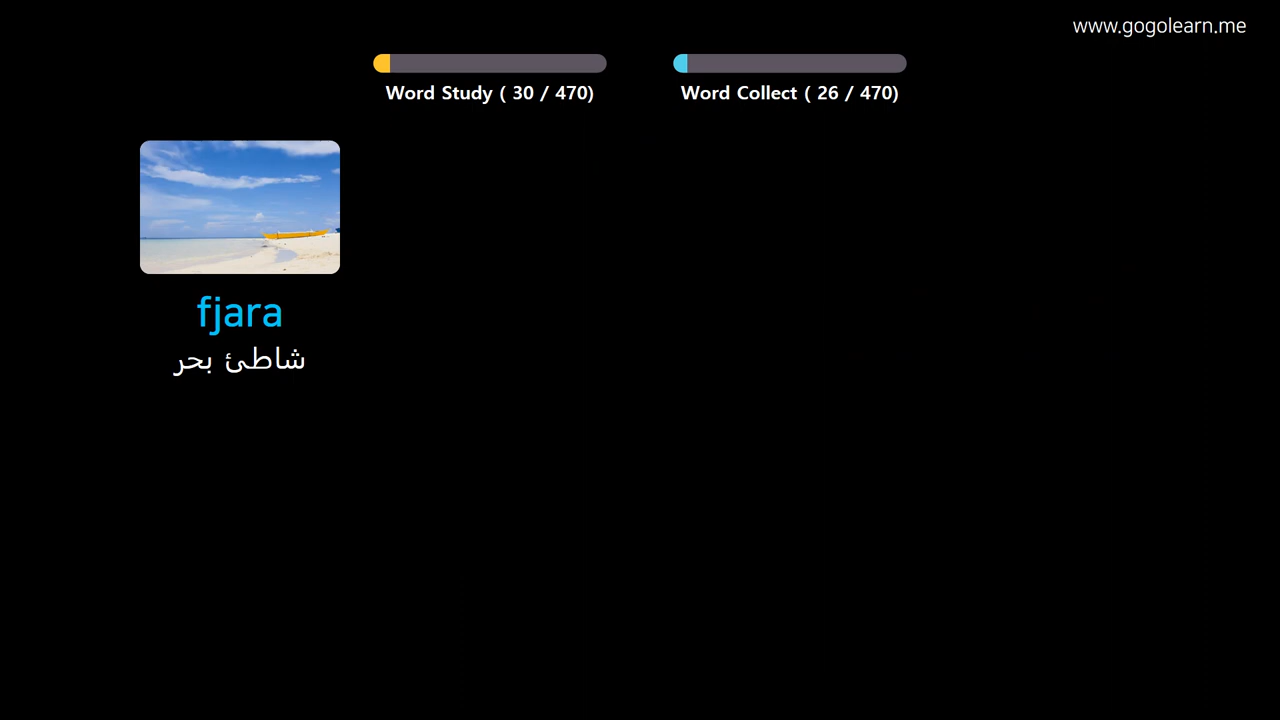 www.gogolearn.me
Word Study ( 30 / 470)
Word Collect ( 26 / 470)
fjara
شاطئ بحر